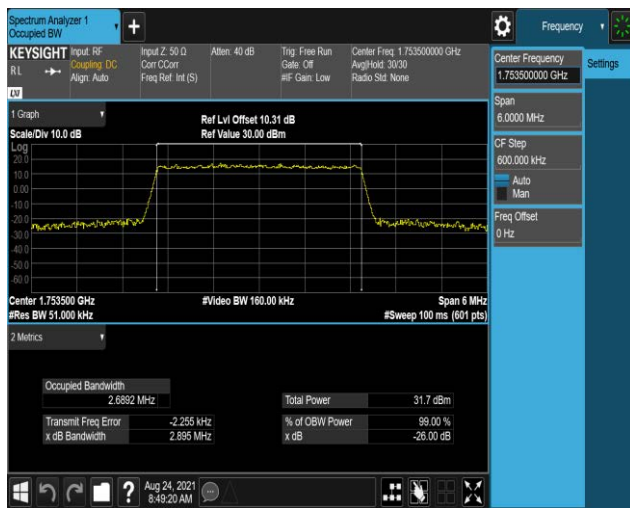 Spectrum Analyzer 1
Occupied BW
Frequency
KEYSIGHT
Input: RF
Input Z: 50 Ω
Atten: 40 dB
Trig: Free Run
Center Freq: 1.753500000 GHz
RL
Coupling: DC
Corr CCorr
Gate: Off
Avg|Hold: 30/30
Align: Auto
Freq Ref: Int (S)
#IF Gain: Low
Radio Std: None
LXI
Center Frequency
1.753500000 GHz
Settings
Span
6.0000 MHz
CF Step
600.000 kHz
Auto
Man
Freq Offset
0 Hz
1 Graph
Ref Lvl Offset 10.31 dB
Scale/Div 10.0 dB
Ref Value 30.00 dBm
Log
20.0
10.0
0.00
-10.0
-20.0
-30.0
-40.0
-50.0
-60.0
Center 1.753500 GHz
#Video BW 160.00 kHz
Span 6 MHz
#Res BW 51.000 kHz
#Sweep 100 ms (601 pts)
2 Metrics
Occupied Bandwidth
2.6892 MHz
Total Power
31.7 dBm
Transmit Freq Error
-2.255 kHz
% of OBW Power
99.00 %
x dB Bandwidth
2.895 MHz
x dB
-26.00 dB
?
Aug 24, 2021
8:49:20 AM